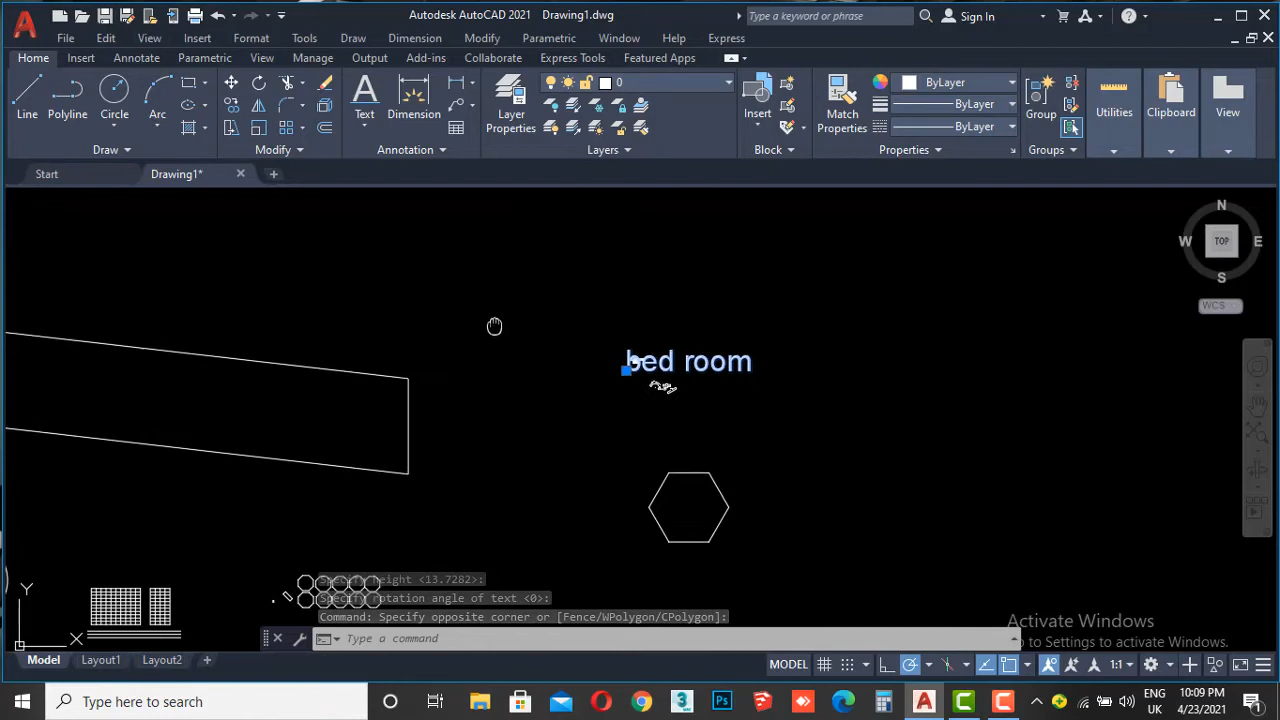 Autodesk AutoCAD 2021 Drawing1.dwg
Type a keyword or phrase
Sign In
File Edit View Insert Format Tools Draw Dimension Modify Parametric Window Help Express
Home Insert Annotate Parametric View Manage Output Add-ins Collaborate Express Tools Featured Apps
0
ByLayer
ByLayer
ByLayer
Line Polyline Circle Arc Text Dimension Layer Properties Insert Match Properties Group Utilities Clipboard View
Draw Modify Annotation Layers Block Properties Groups
Start Drawing1*
N
W TOP E
S
WCS
bed room
Specify height <13.7282>:
Specify rotation angle of text <0>:
Command: Specify opposite corner or [Fence/WPolygon/CPolygon]:
Type a command
Y
X
Activate Windows
Go to Settings to activate Windows.
Model Layout1 Layout2
MODEL 1:1
Type here to search
Ps
3
ENG
UK
10:09 PM
4/23/2021
1